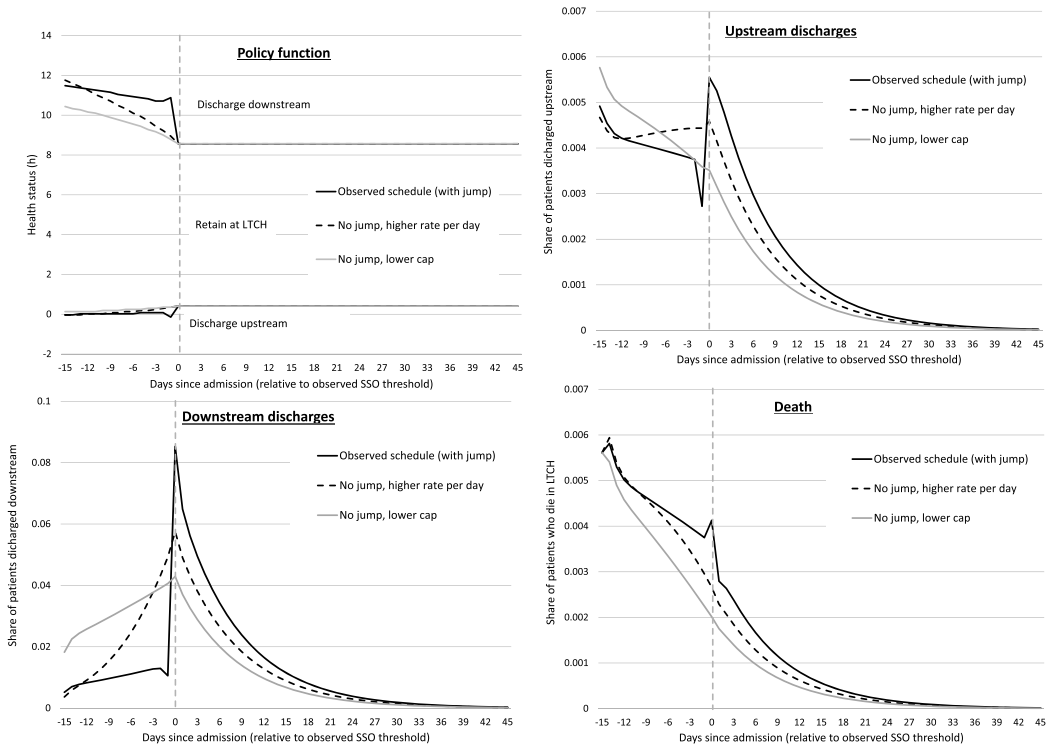 Policy function
14
12
10
8
6
4
2
0
-2
Health status (h)
Discharge downstream
Observed schedule (with jump)
Retain at LTCH
No jump, higher rate per day
No jump, lower cap
Discharge upstream
-15 -12 -9 -6 -3 0 3 6 9 12 15 18 21 24 27 30 33 36 39 42 45
Days since admission (relative to observed SSO threshold)
Upstream discharges
0.007
0.006
0.005
0.004
0.003
0.002
0.001
0
Share of patients dicharged upstream
Observed schedule (with jump)
No jump, higher rate per day
No jump, lower cap
-15 -12 -9 -6 -3 0 3 6 9 12 15 18 21 24 27 30 33 36 39 42 45
Days since admission (relative to observed SSO threshold)
Downstream discharges
0.1
0.08
0.06
0.04
0.02
0
Share of patients dicharged downstream
Observed schedule (with jump)
No jump, higher rate per day
No jump, lower cap
-15 -12 -9 -6 -3 0 3 6 9 12 15 18 21 24 27 30 33 36 39 42 45
Days since admission (relative to observed SSO threshold)
Death
0.007
0.006
0.005
0.004
0.003
0.002
0.001
0
Share of patients who die in LTCH
Observed schedule (with jump)
No jump, higher rate per day
No jump, lower cap
-15 -12 -9 -6 -3 0 3 6 9 12 15 18 21 24 27 30 33 36 39 42 45
Days since admission (relative to observed SSO threshold)